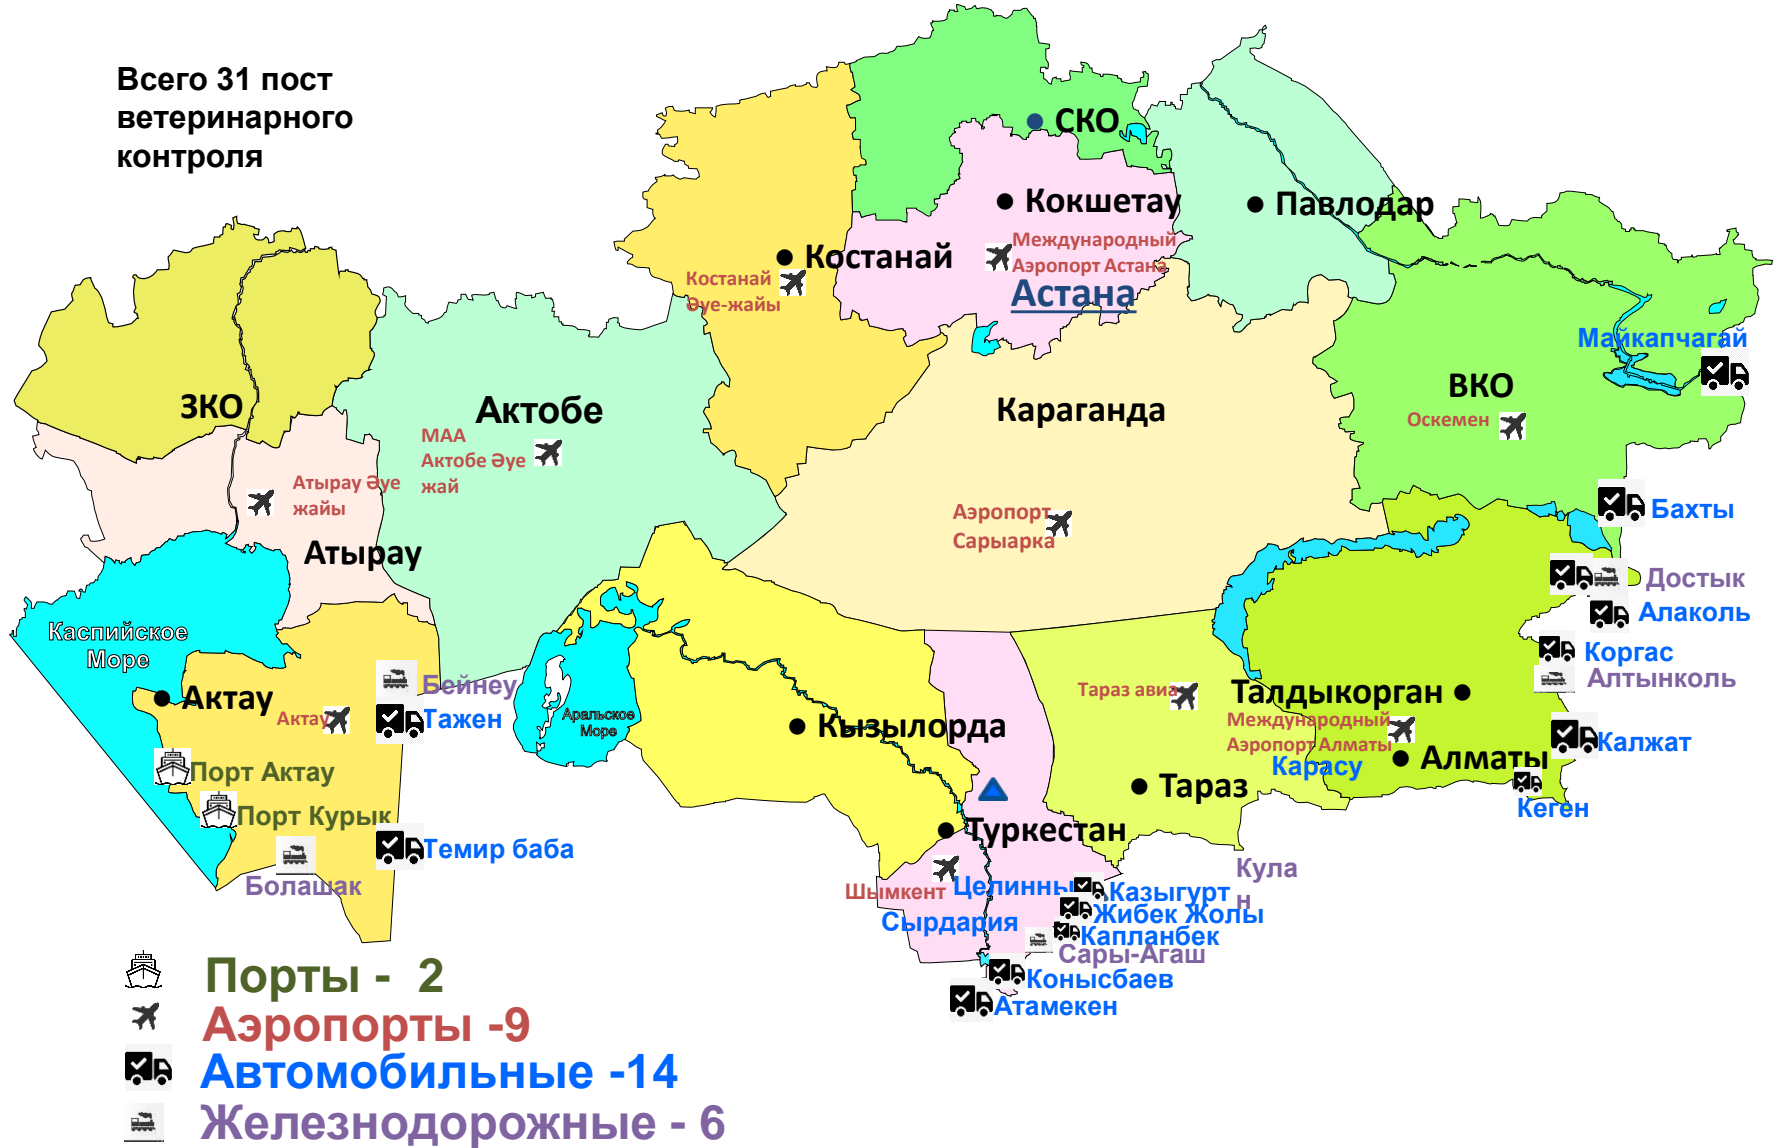 Всего 31 пост
ветеринарного
контроля
СКО
Кокшетау
Павлодар
Костанай
Международный
Аэропорт Астана
Астана
Костанай
Әуе-жайы
Майкапчагай
ЗКО
Актобе
Караганда
ВКО
Оскемен
МАА
Актобе Әуе
жай
Атырау Әуе
жайы
Атырау
Аэропорт
Сарыарка
Бахты
Достык
Алаколь
Коргас
Алтынколь
Каспийское
Море
Актау
Бейнеу
Тажен
Актау
Аральское
Море
Кызылорда
Тараз авиа
Талдыкорган
Международный
Аэропорт Алматы
Карасу
Алматы
Калжат
Кеген
Порт Актау
Порт Курык
Тараз
Туркестан
Темир баба
Болашак
Кула
н
Шымкент
Целинны
Казыгурт
Жибек Жолы
Сырдария
Капланбек
Сары-Агаш
Конысбаев
Атамекен
Порты - 2
Аэропорты -9
Автомобильные -14
Железнодорожные - 6